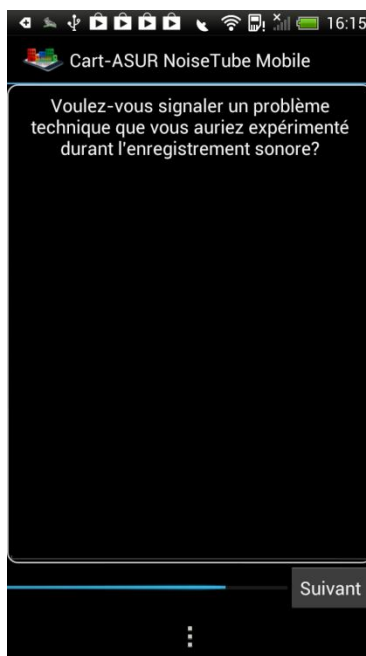 16:15
Cart-ASUR NoiseTube Mobile
Voulez-vous signaler un problème
technique que vous auriez expérimenté
durant l'enregistrement sonore?
Suivant